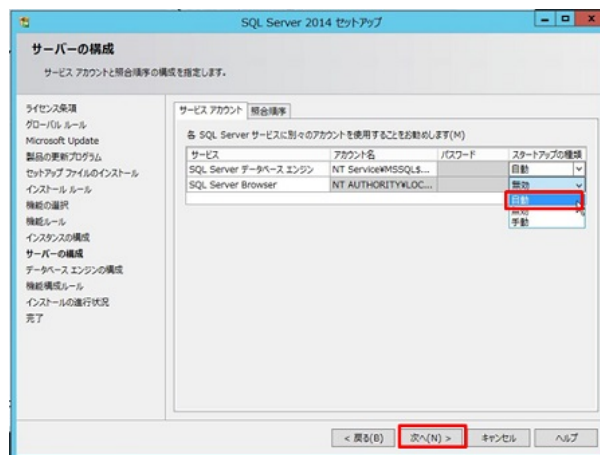 SQL Server 2014 セットアップ
サーバーの構成
サービス アカウントと照合順序の構成を指定します。
ライセンス条項
グローバル ルール
Microsoft Update
製品の更新プログラム
セットアップ ファイルのインストール
インストール ルール
機能の選択
機能ルール
インスタンスの構成
サーバーの構成
データベース エンジンの構成
機能構成ルール
インストールの進行状況
完了
サービス アカウント 照合順序
各 SQL Server サービスに別々のアカウントを使用することをお勧めします(M)
サービス アカウント名 パスワード スタートアップの種類
SQL Server データベース エンジン NT Service¥MSSQL$... 自動
SQL Server Browser NT AUTHORITY¥LOC... 無効
自動
無効
手動
< 戻る(B) 次へ(N) > キャンセル ヘルプ